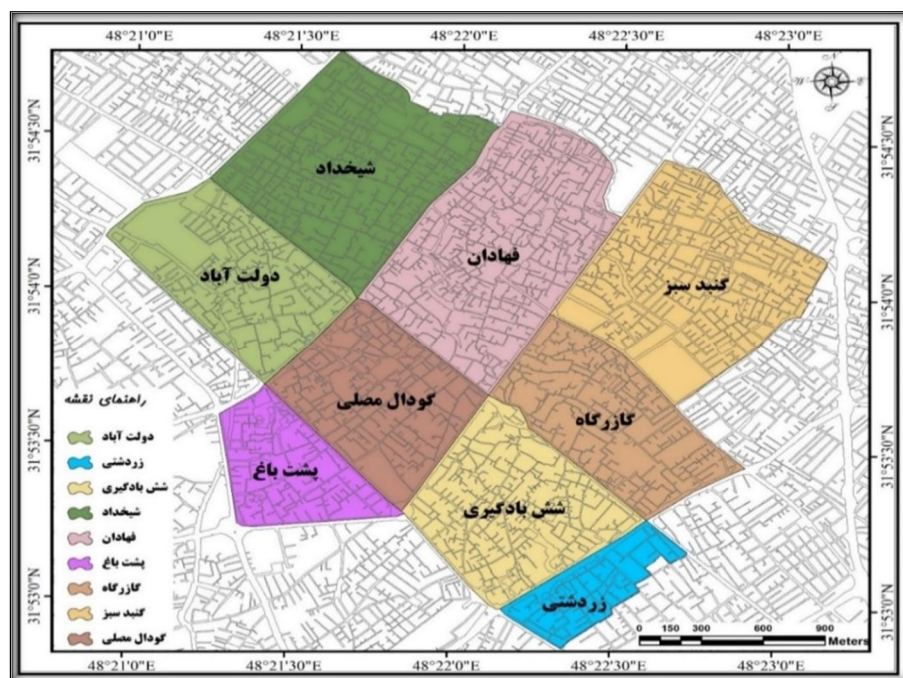 48°21'0"E 48°21'30"E 48°22'0"E 48°22'30"E 48°23'0"E
N
W E
S
31°54'30"N
31°54'0"N
31°53'30"N
31°53'0"N
31°54'30"N
31°54'0"N
31°53'30"N
31°53'0"N
شیخداد
فهادان
دولت آباد
گنبد سبز
گودال مصلی
گازرگاه
پشت باغ
شش بادگیری
زردشتی
راهنمای نقشه
دولت آباد
زردشتی
شش بادگیری
شیخداد
فهادان
پشت باغ
گازرگاه
گنبد سبز
گودال مصلی
0 150 300 600 900
Meters
48°21'0"E 48°21'30"E 48°22'0"E 48°22'30"E 48°23'0"E